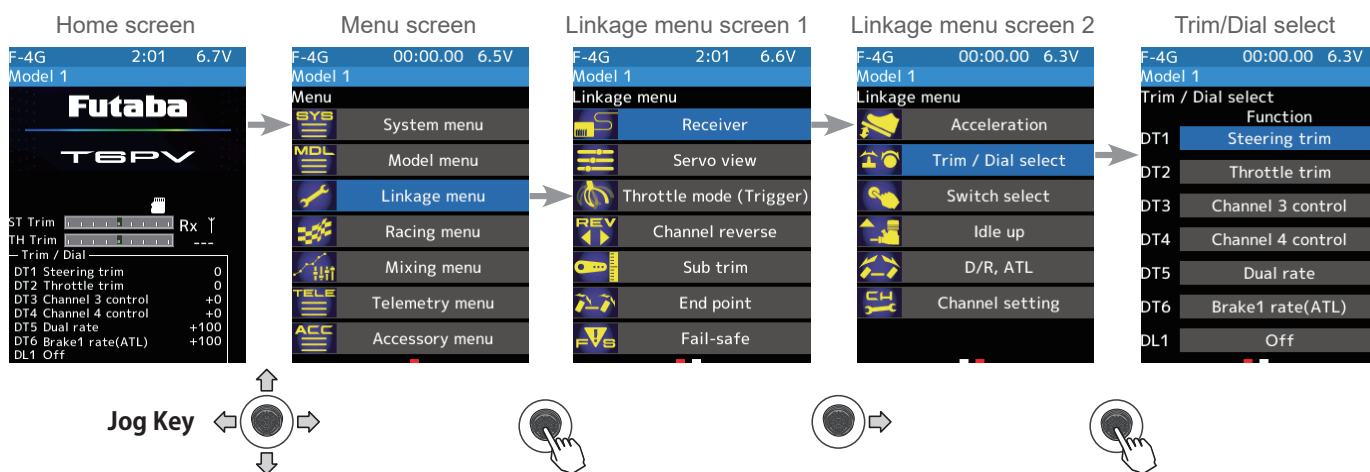 Home screen
F-4G 2:01 6.7V
Model 1
Futaba
T6PV
ST Trim
Rx
TH Trim
---
Trim / Dial
DT1 Steering trim 0
DT2 Throttle trim 0
DT3 Channel 3 control +0
DT4 Channel 4 control +0
DT5 Dual rate +100
DT6 Brake1 rate(ATL) +100
DL1 Off
Menu screen
F-4G 00:00.00 6.5V
Model 1
Menu
SYS System menu
MDL Model menu
Linkage menu
Racing menu
Mixing menu
TELE Telemetry menu
ACC Accessory menu
Linkage menu screen 1
F-4G 2:01 6.6V
Model 1
Linkage menu
Receiver
Servo view
Throttle mode (Trigger)
REV Channel reverse
Sub trim
End point
F/S Fail-safe
Linkage menu screen 2
F-4G 00:00.00 6.3V
Model 1
Linkage menu
Acceleration
Trim / Dial select
Switch select
Idle up
D/R, ATL
CH Channel setting
Trim/Dial select
F-4G 00:00.00 6.3V
Model 1
Trim / Dial select
Function
DT1 Steering trim
DT2 Throttle trim
DT3 Channel 3 control
DT4 Channel 4 control
DT5 Dual rate
DT6 Brake1 rate(ATL)
DL1 Off
Jog Key